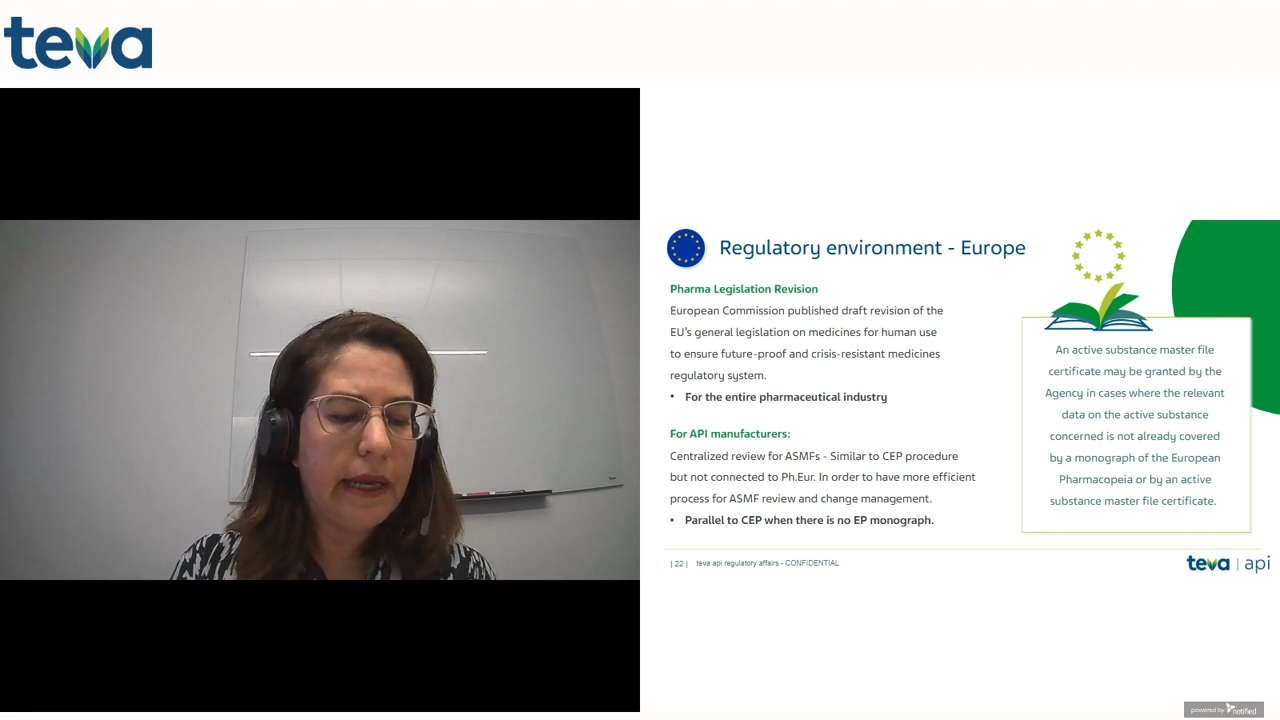 teva
Regulatory environment - Europe
Pharma Legislation Revision
European Commission published draft revision of the
EU's general legislation on medicines for human use
to ensure future-proof and crisis-resistant medicines
regulatory system.
• For the entire pharmaceutical industry
For API manufacturers:
Centralized review for ASMFs - Similar to CEP procedure
but not connected to Ph.Eur. In order to have more efficient
process for ASMF review and change management.
• Parallel to CEP when there is no EP monograph.
An active substance master file
certificate may be granted by the
Agency in cases where the relevant
data on the active substance
concerned is not already covered
by a monograph of the European
Pharmacopeia or by an active
substance master file certificate.
| 22 | teva api regulatory affairs - CONFIDENTIAL
teva | api
powered by notified